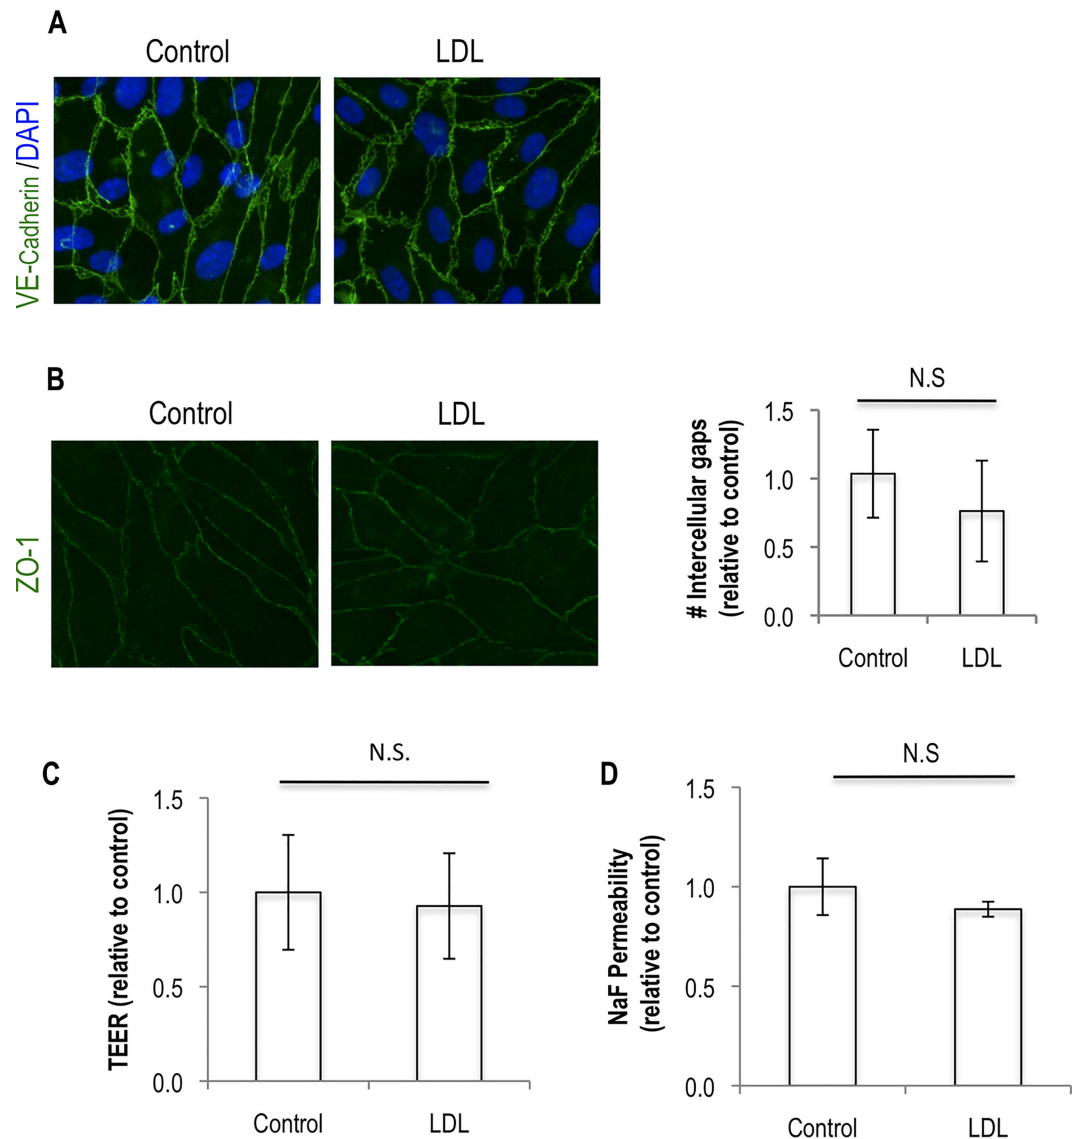 A
Control
LDL
VE-Cadherin /DAPI
B
Control
LDL
ZO-1
N.S
# Intercellular gaps
(relative to control)
1.5
1.0
0.5
0.0
Control
LDL
C
N.S.
TEER (relative to control)
1.5
1.0
0.5
0.0
Control
LDL
D
N.S
NaF Permeability
(relative to control)
1.5
1.0
0.5
0.0
Control
LDL